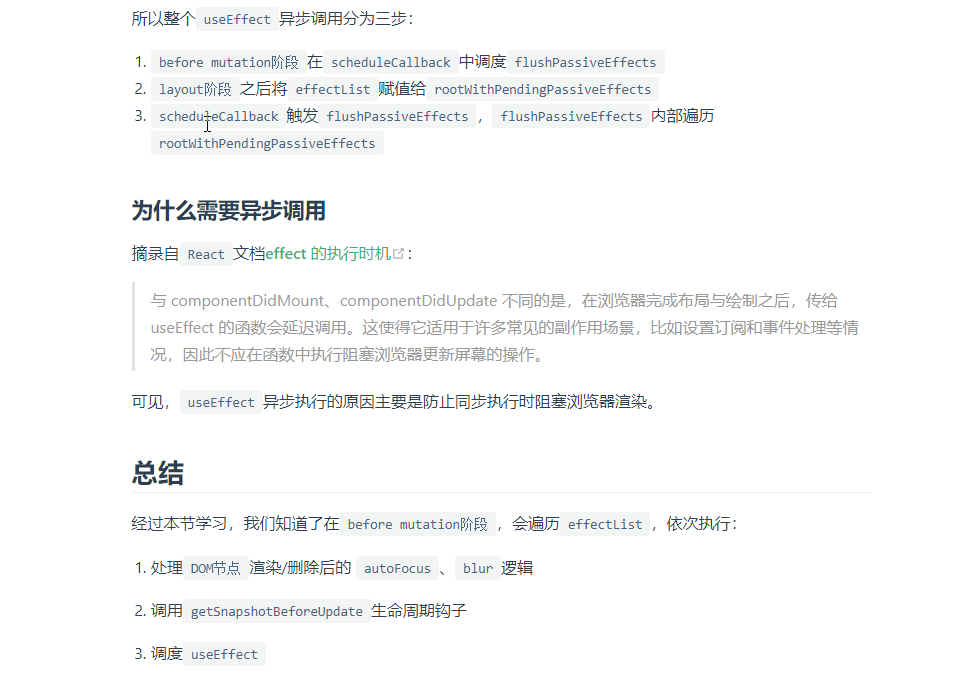 所以整个 useEffect 异步调用分为三步：
1. before mutation阶段 在 scheduleCallback 中调度 flushPassiveEffects
2. layout阶段 之后将 effectList 赋值给 rootWithPendingPassiveEffects
3. scheduleCallback 触发 flushPassiveEffects ，flushPassiveEffects 内部遍历
rootWithPendingPassiveEffects
为什么需要异步调用
摘录自 React 文档effect 的执行时机：
与 componentDidMount、componentDidUpdate 不同的是，在浏览器完成布局与绘制之后，传给
useEffect 的函数会延迟调用。这使得它适用于许多常见的副作用场景，比如设置订阅和事件处理等情
况，因此不应在函数中执行阻塞浏览器更新屏幕的操作。
可见，useEffect 异步执行的原因主要是防止同步执行时阻塞浏览器渲染。
总结
经过本节学习，我们知道了在 before mutation阶段 ，会遍历 effectList ，依次执行：
1. 处理 DOM节点 渲染/删除后的 autoFocus 、 blur 逻辑
2. 调用 getSnapshotBeforeUpdate 生命周期钩子
3. 调度 useEffect